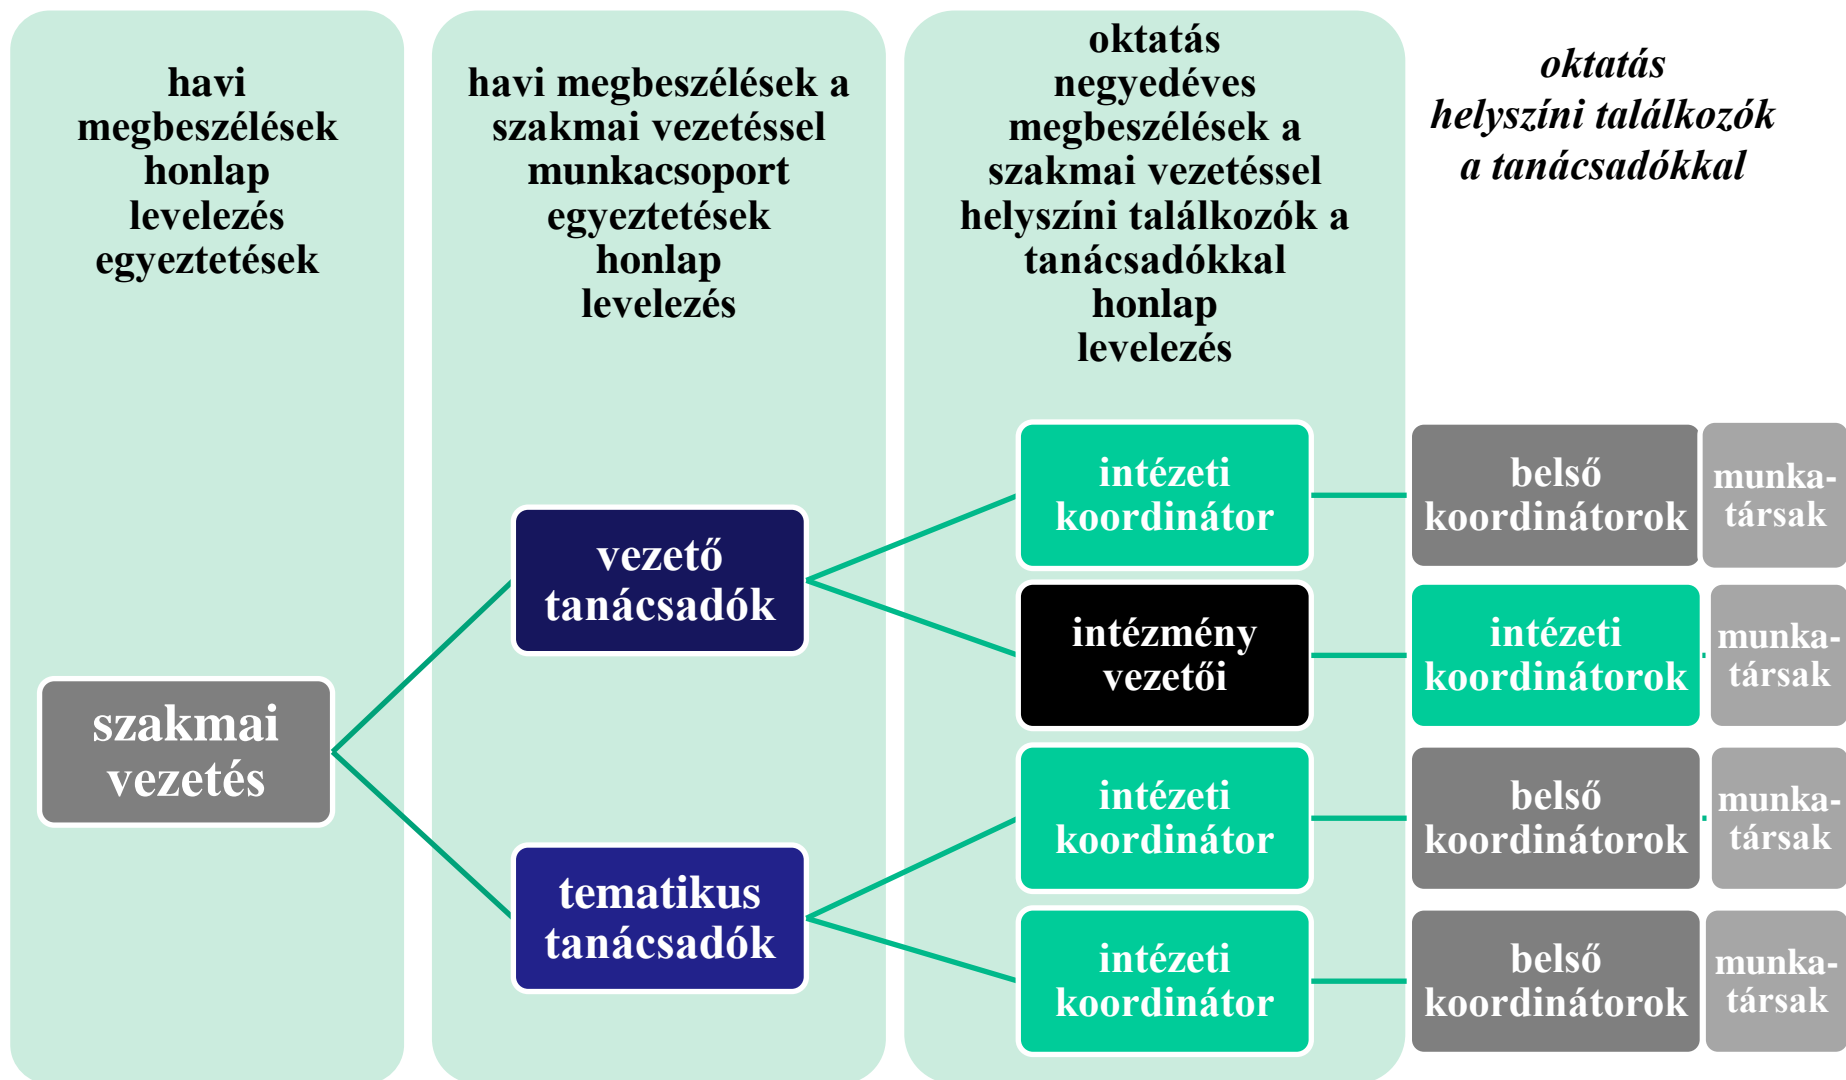 havi
megbeszélések
honlap
levelezés
egyeztetések
havi megbeszélések a
szakmai vezetéssel
munkacsoport
egyeztetések
honlap
levelezés
oktatás
negyedéves
megbeszélések a
szakmai vezetéssel
helyszíni találkozók a
tanácsadókkal
honlap
levelezés
oktatás
helyszíni találkozók
a tanácsadókkal
szakmai
vezetés
vezető
tanácsadók
tematikus
tanácsadók
intézeti
koordinátor
belső
koordinátorok
munka-
társak
intézmény
vezetői
intézeti
koordinátorok
munka-
társak
intézeti
koordinátor
belső
koordinátorok
munka-
társak
intézeti
koordinátor
belső
koordinátorok
munka-
társak